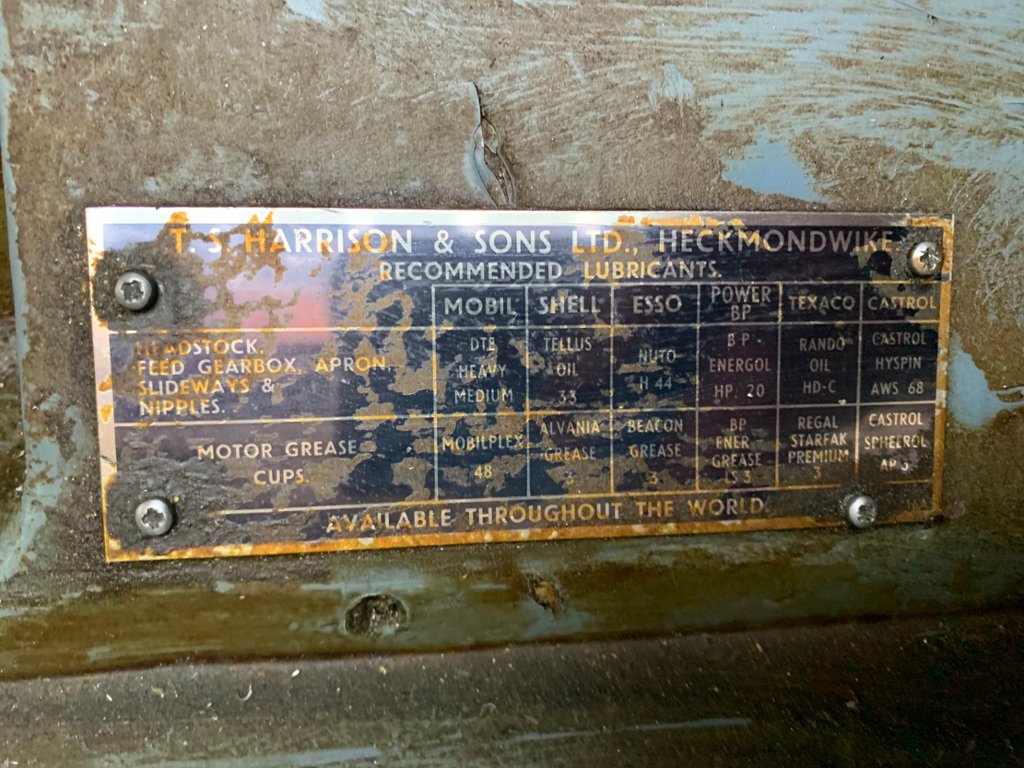 T. S. HARRISON & SONS LTD., HECKMONDWIKE
RECOMMENDED LUBRICANTS.
MOBIL SHELL ESSO POWER BP TEXACO CASTROL
HEADSTOCK, FEED GEARBOX, APRON, SLIDEWAYS & NIPPLES. DTE HEAVY MEDIUM TELLUS OIL 33 NUTO H 44 BP ENERGOL HP. 20 RANDO OIL HD-C CASTROL HYSPIN AWS 68
MOTOR GREASE CUPS. MOBILPLEX 48 ALVANIA GREASE 3 BEACON GREASE 3 BP ENER GREASE LS 3 REGAL STARFAK PREMIUM 3 CASTROL SPHEEROL AP 3
AVAILABLE THROUGHOUT THE WORLD